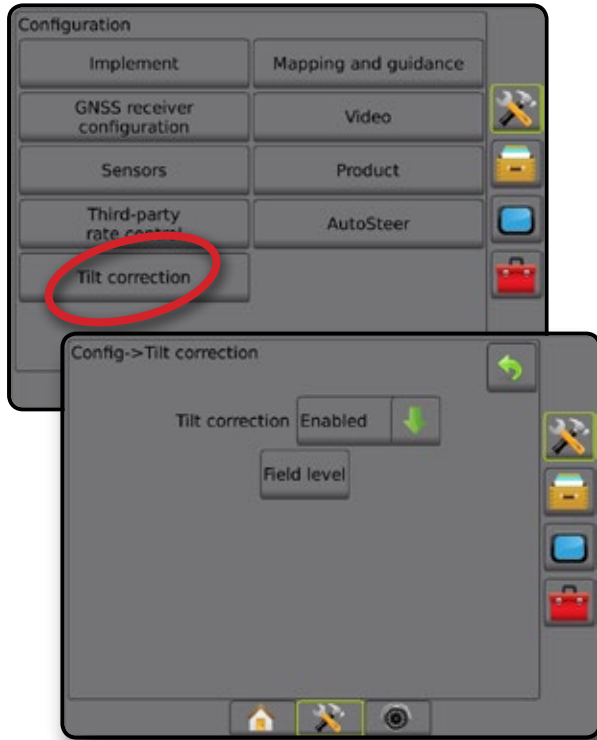 Configuration
Implement
Mapping and guidance
GNSS receiver
configuration
Video
Sensors
Product
Third-party
rate control
AutoSteer
Tilt correction
Config->Tilt correction
Tilt correction Enabled
Field level